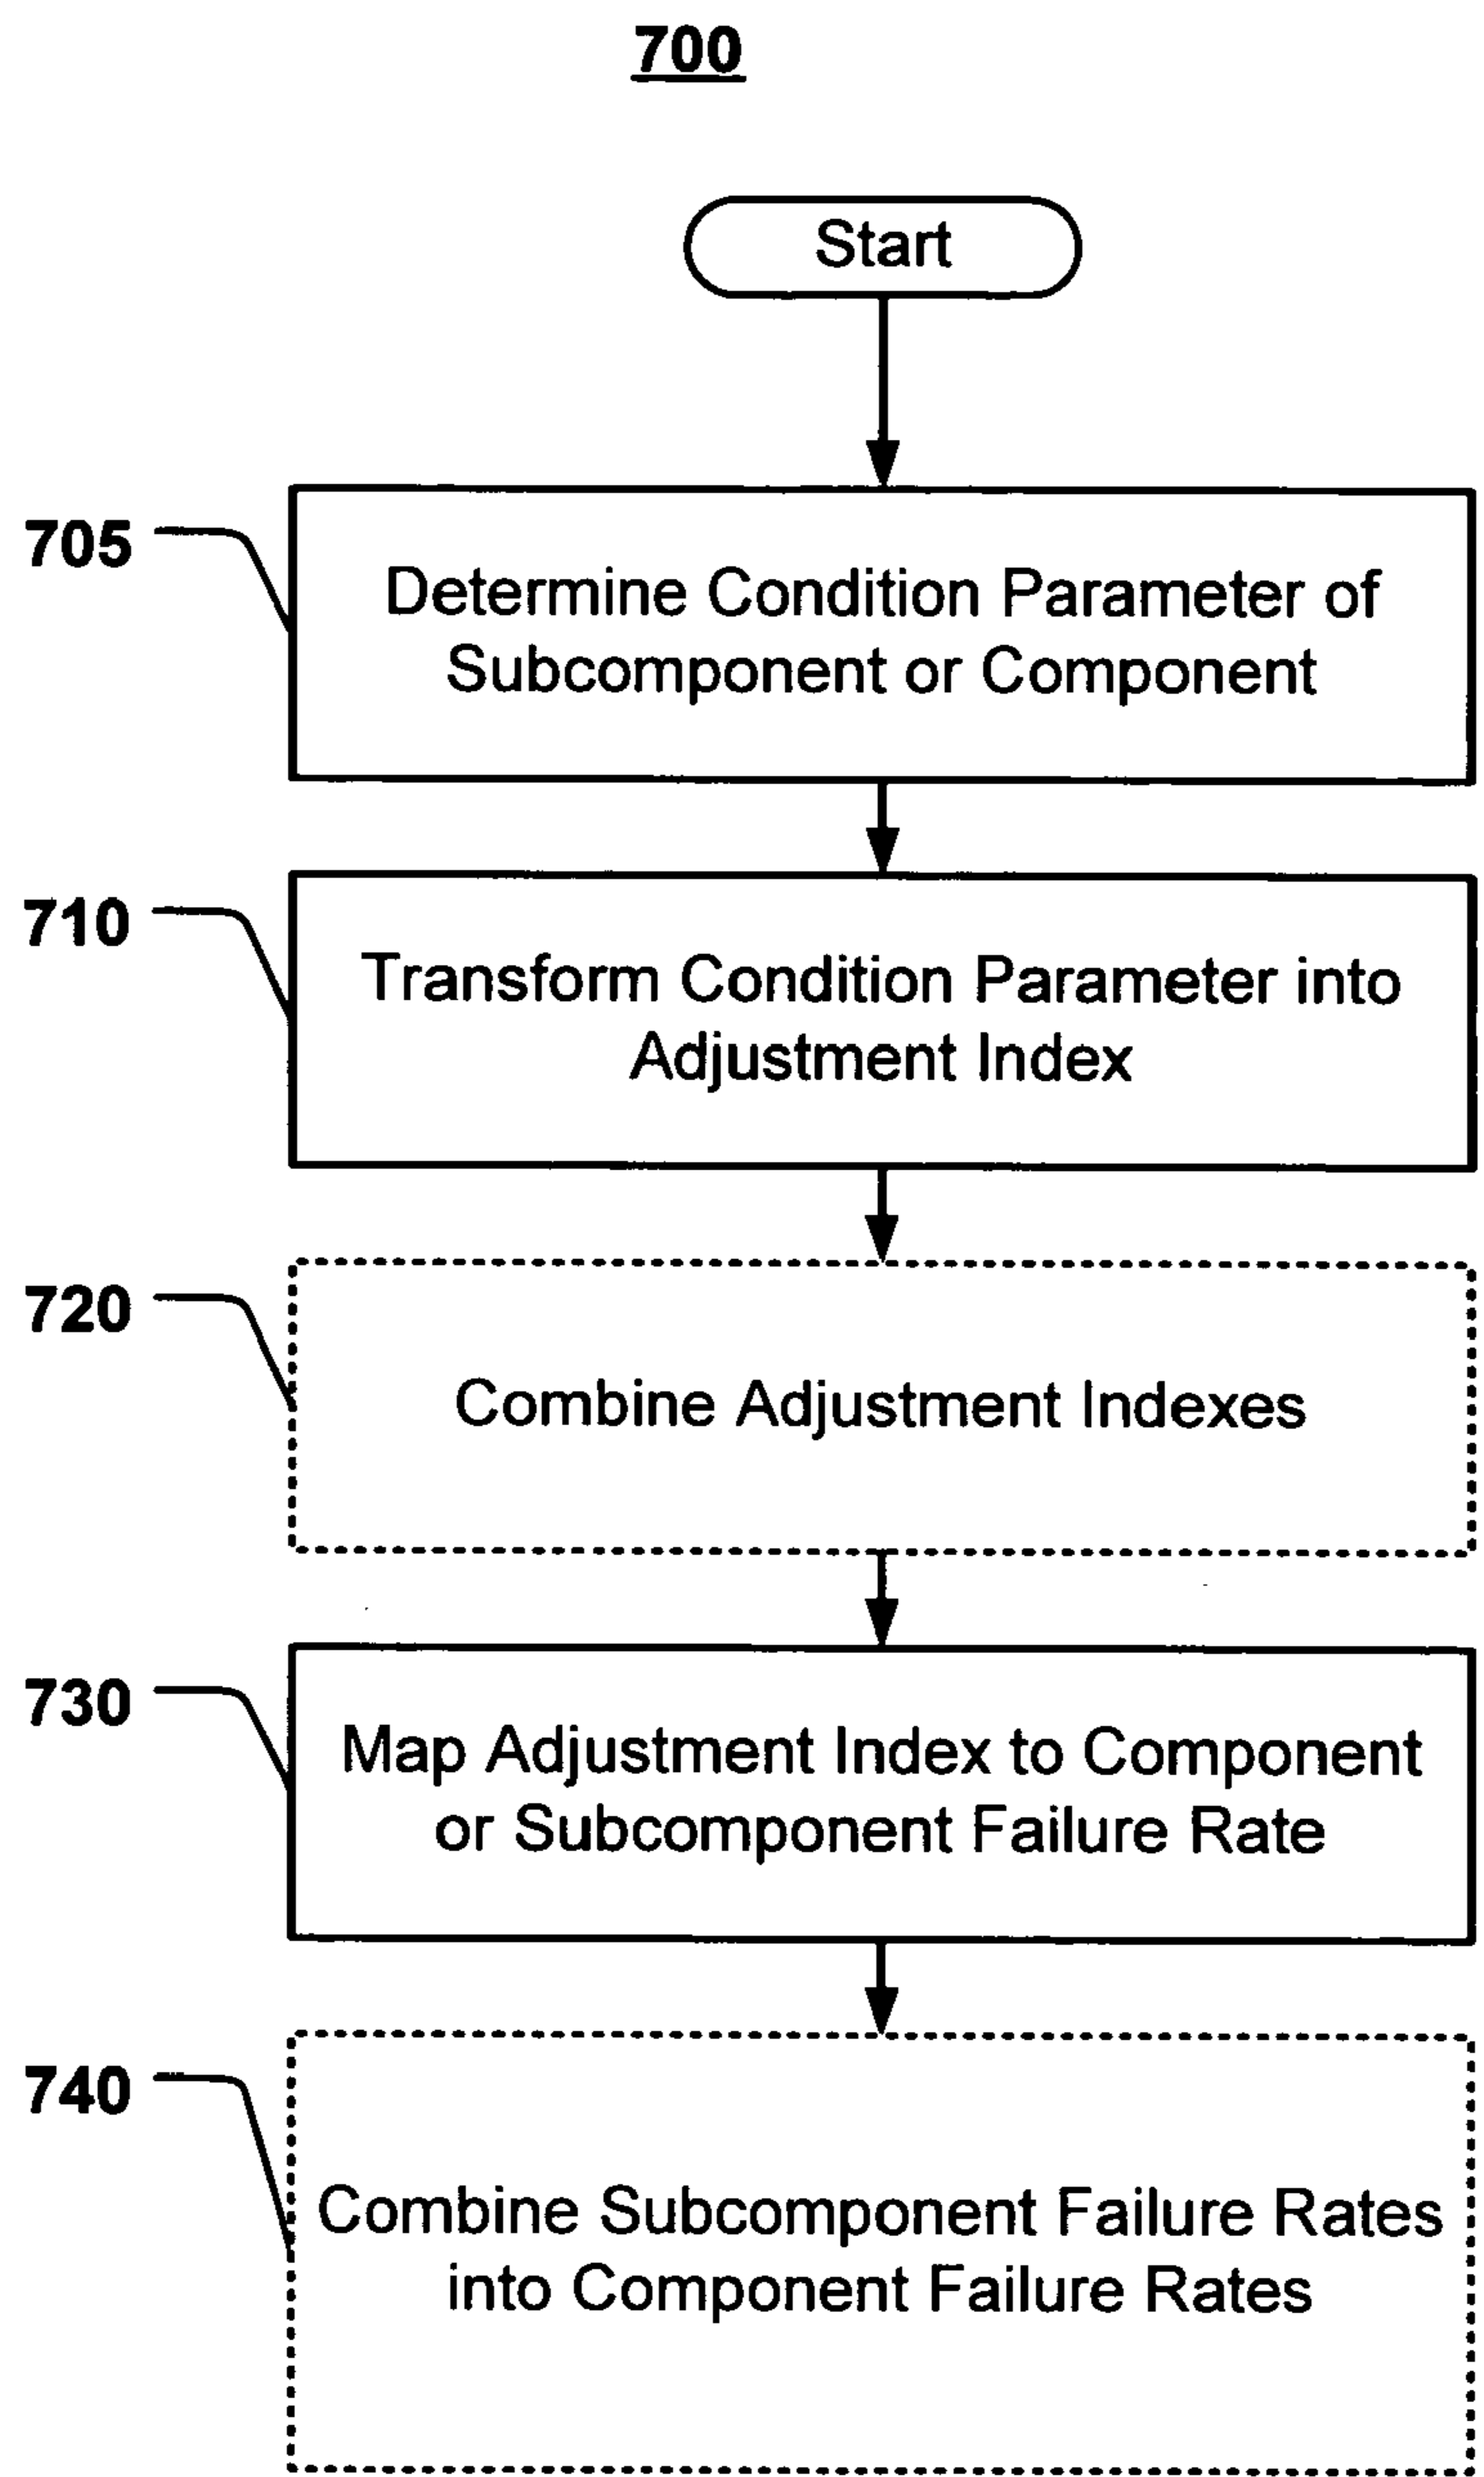 700
Start
705
Determine Condition Parameter of
Subcomponent or Component
710
Transform Condition Parameter into
Adjustment Index
720
Combine Adjustment Indexes
730
Map Adjustment Index to Component
or Subcomponent Failure Rate
740
Combine Subcomponent Failure Rates
into Component Failure Rates